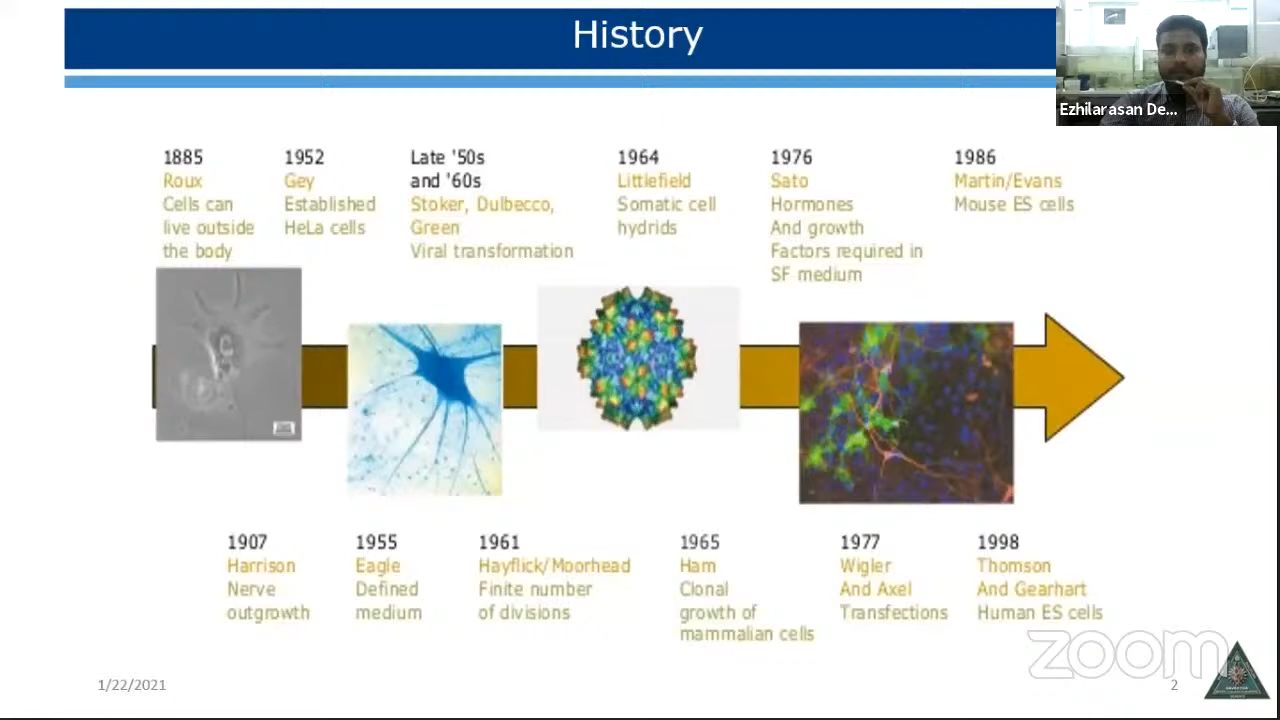 History
Ezhilarasan De...
1885
Roux
Cells can
live outside
the body
1952
Gey
Established
HeLa cells
Late '50s
and '60s
Stoker, Dulbecco,
Green
Viral transformation
1964
Littlefield
Somatic cell
hydrids
1976
Sato
Hormones
And growth
Factors required in
SF medium
1986
Martin/Evans
Mouse ES cells
1907
Harrison
Nerve
outgrowth
1955
Eagle
Defined
medium
1961
Hayflick/Moorhead
Finite number
of divisions
1965
Ham
Clonal
growth of
mammalian cells
1977
Wigler
And Axel
Transfections
1998
Thomson
And Gearhart
Human ES cells
zoom
1/22/2021
2